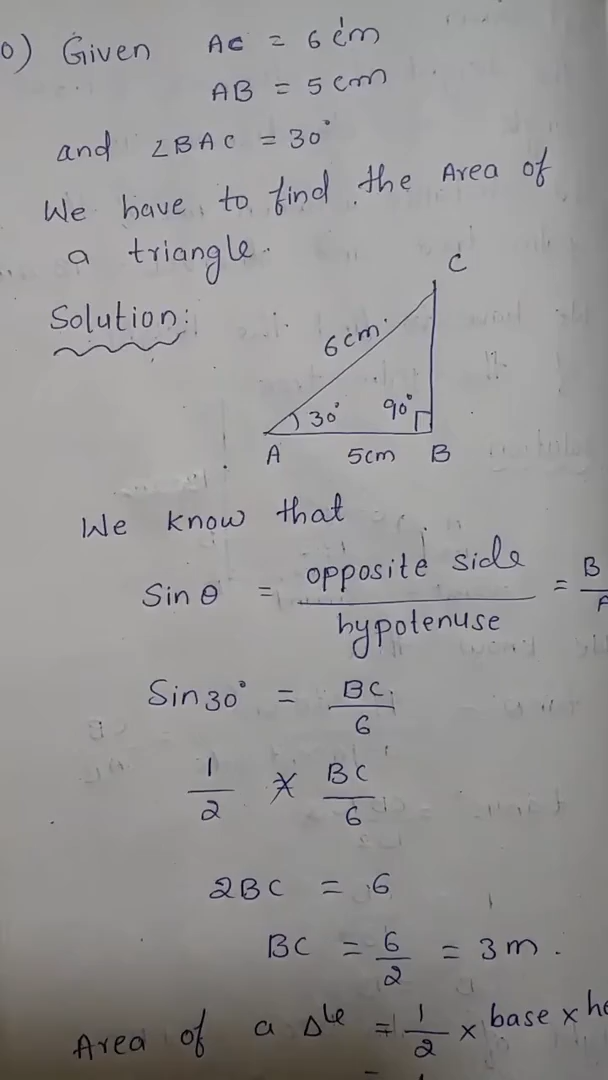 0) Given AC = 6 cm
AB = 5 cm
and ∠BAC = 30°
We have to find the Area of
a triangle.
Solution:
C
6 cm
30° 90°
A 5cm B
We know that
Sin θ = opposite side / hypotenuse = B / A
Sin 30° = BC / 6
1/2 × BC / 6
2BC = 6
BC = 6/2 = 3 m.
Area of a Δle = 1/2 × base × he